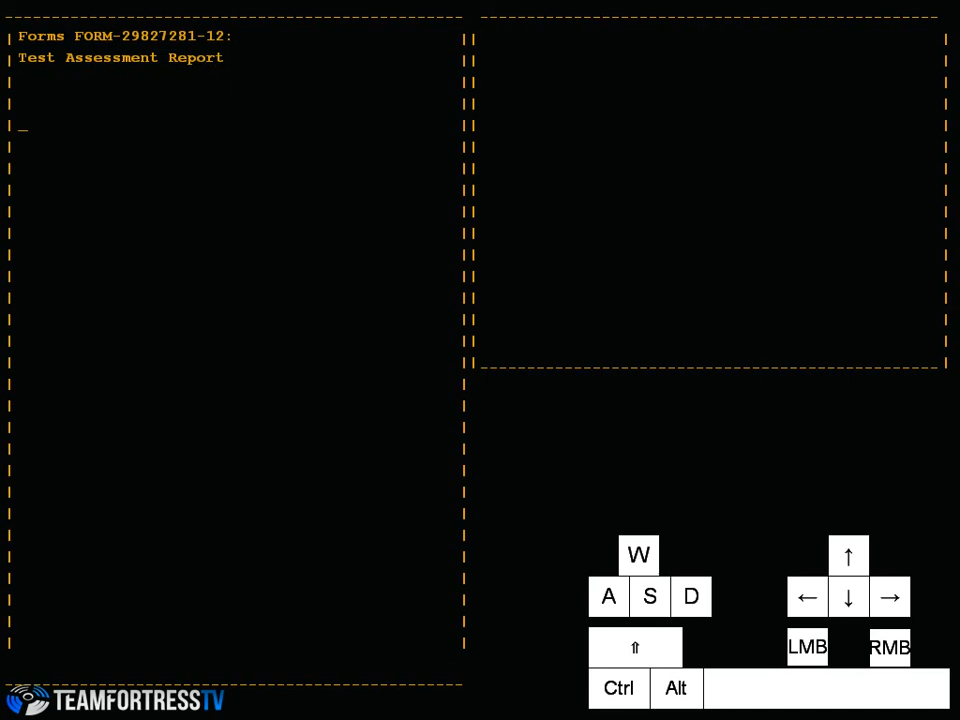 Forms FORM-29827281-12:
Test Assessment Report
_
W
↑
A S D
← ↓ →
⇑
LMB RMB
Ctrl Alt
TEAMFORTRESSTV